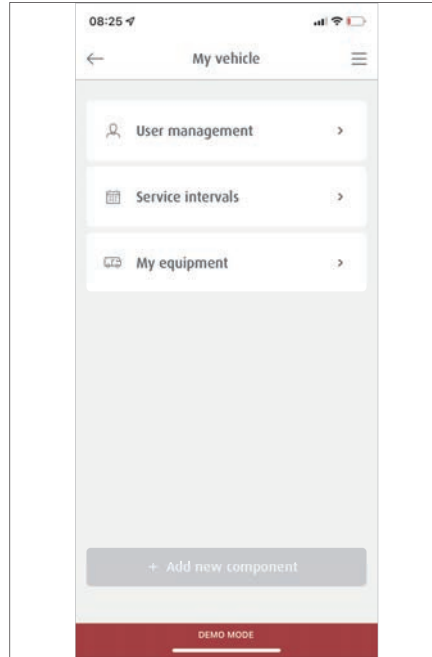 08:25
My vehicle
User management
Service intervals
My equipment
+ Add new component
DEMO MODE